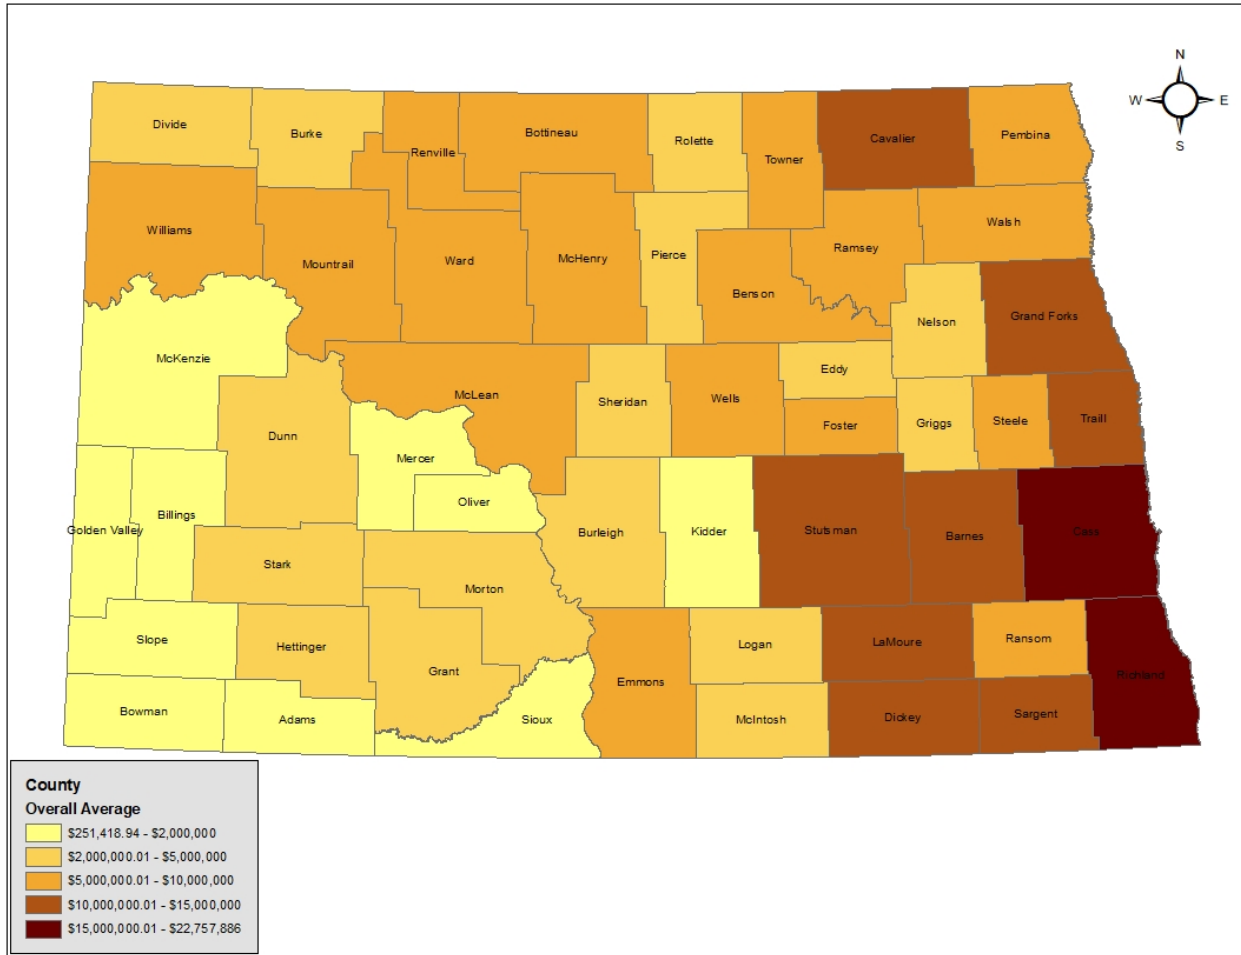 N
W E
S
Divide
Burke
Renville
Bottineau
Rolette
Towner
Cavalier
Pembina
Williams
Mountrail
Ward
McHenry
Pierce
Benson
Ramsey
Walsh
Nelson
Grand Forks
McKenzie
Dunn
McLean
Sheridan
Wells
Eddy
Foster
Griggs
Steele
Traill
Mercer
Oliver
Golden Valley
Billings
Stark
Morton
Burleigh
Kidder
Stutsman
Barnes
Cass
Slope
Hettinger
Grant
Emmons
Logan
LaMoure
Ransom
Richland
Bowman
Adams
Sioux
McIntosh
Dickey
Sargent
County
Overall Average
$251,418.94 - $2,000,000
$2,000,000.01 - $5,000,000
$5,000,000.01 - $10,000,000
$10,000,000.01 - $15,000,000
$15,000,000.01 - $22,757,886